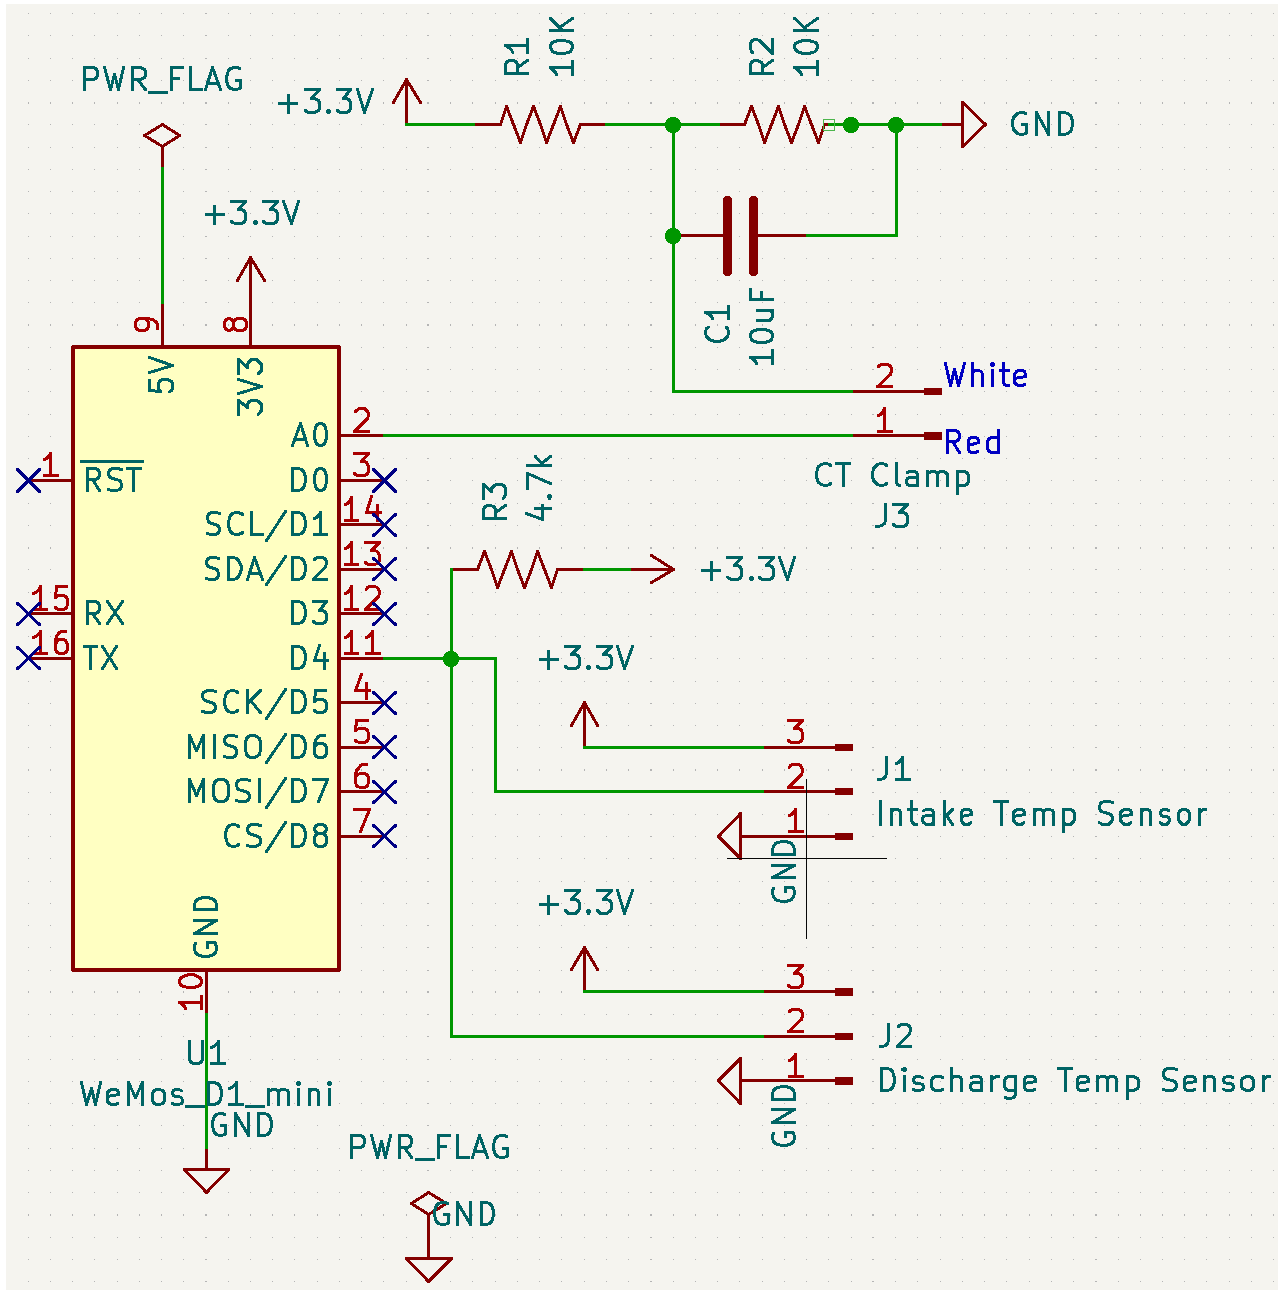 R1
10K
R2
10K
PWR_FLAG
+3.3V
GND
+3.3V
C1
10uF
9
8
5V
3V3
2
White
1
Red
CT Clamp
J3
A0
2
1
RST
D0
3
SCL/D1
14
SDA/D2
13
R3
4.7k
+3.3V
15
RX
D3
12
16
TX
D4
11
+3.3V
SCK/D5
4
MISO/D6
5
MOSI/D7
6
CS/D8
7
3
2
1
J1
Intake Temp Sensor
GND
+3.3V
3
2
1
J2
Discharge Temp Sensor
GND
GND
10
U1
WeMos_D1_mini
GND
PWR_FLAG
GND